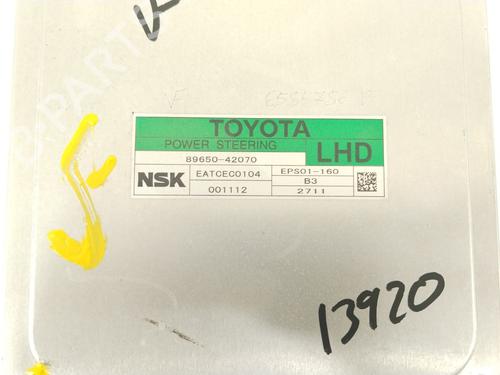 TOYOTA
POWER STEERING
LHD
89650-42070
NSK
EATCEC0104
EPS01-160
B3
001112
2711
13920